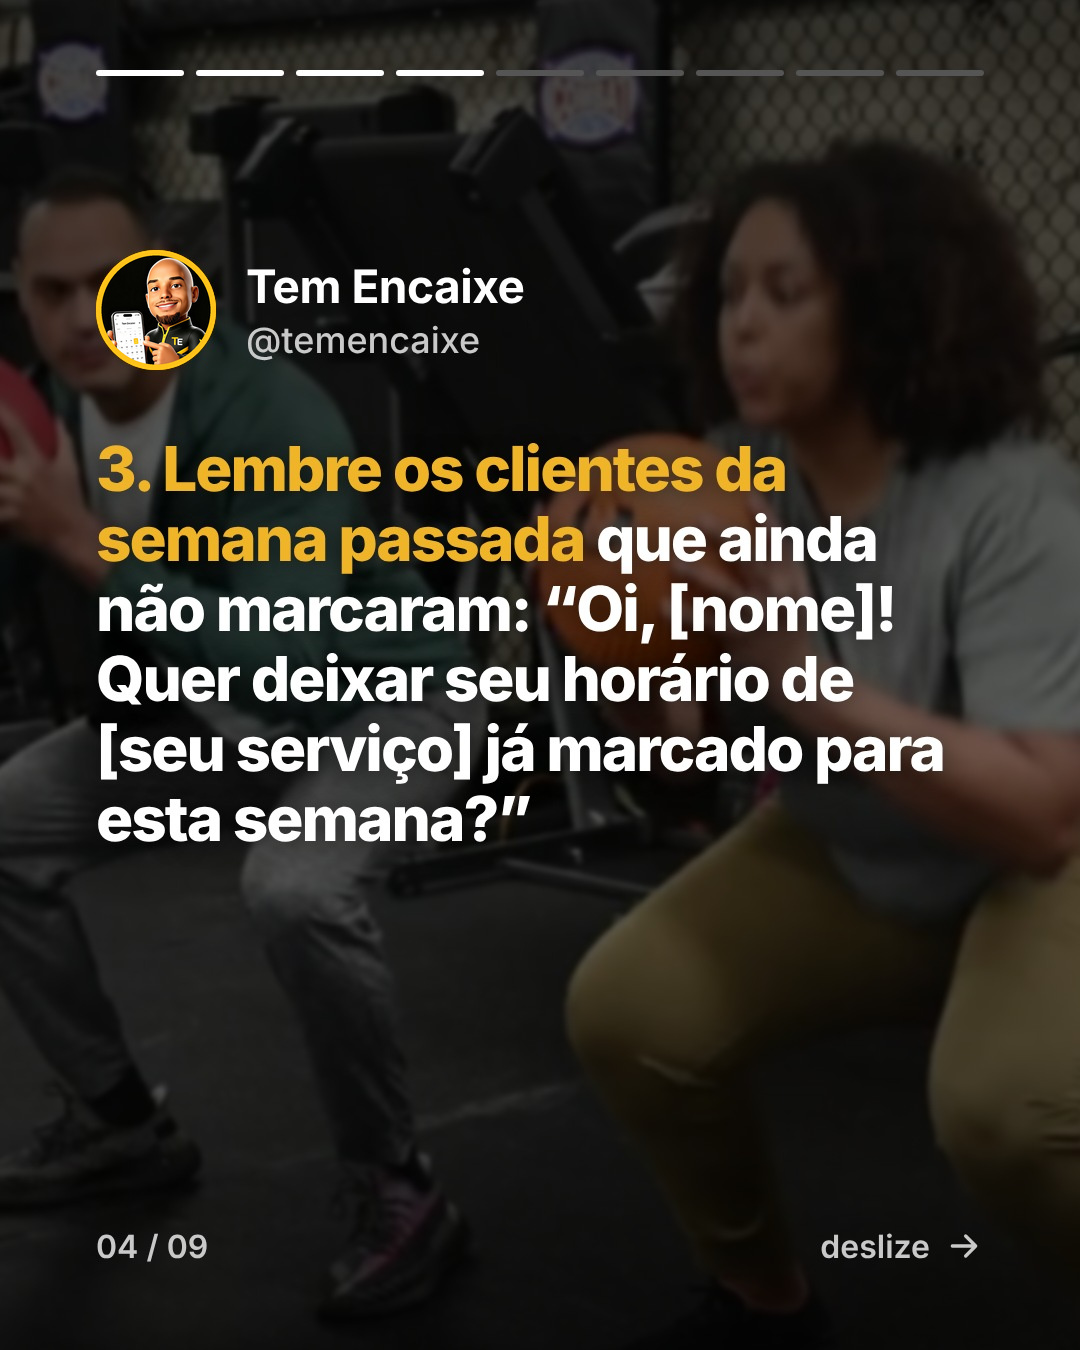 Tem Encaixe
@temencaixe
3. Lembre os clientes da
semana passada que ainda
não marcaram: “Oi, [nome]!
Quer deixar seu horário de
[seu serviço] já marcado para
esta semana?”
04 / 09
deslize →